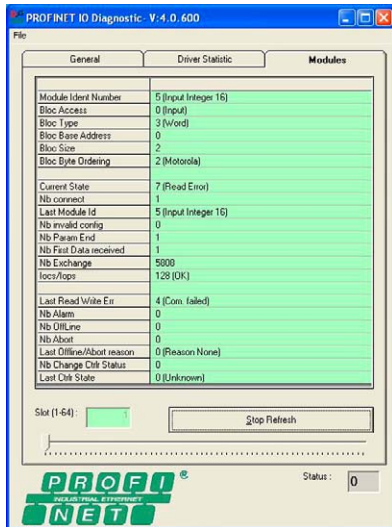 PROFINET IO Diagnostic - V:4.0.600
File
General Driver Statistic Modules
Module Ident Number 5 (Input Integer 16)
Bloc Access 0 (Input)
Bloc Type 3 (Word)
Bloc Base Address 0
Bloc Size 2
Bloc Byte Ordering 2 (Motorola)
Current State 7 (Read Error)
Nb connect 1
Last Module Id 5 (Input Integer 16)
Nb invalid config 0
Nb Param End 1
Nb First Data received 1
Nb Exchange 5808
Iocs/Iops 128 (OK)
Last Read Write Err 4 (Com. failed)
Nb Alarm 0
Nb OffLine 0
Nb Abort 0
Last Offline/Abort reason 0 (Reason None)
Nb Change Ctrlr Status 0
Last Ctrlr State 0 (Unknown)
Slot (1-64) : 1
Stop Refresh
Status : 0
PROFI®
INDUSTRIAL ETHERNET
NET